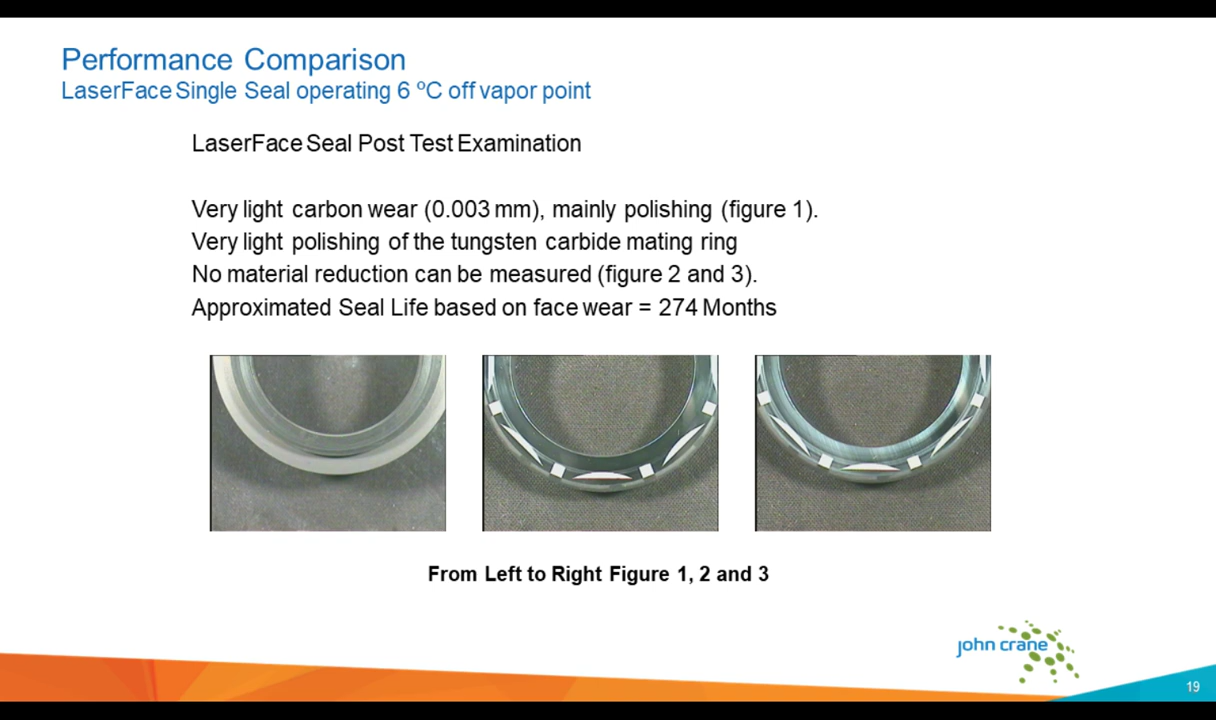 Performance Comparison
LaserFace Single Seal operating 6 ºC off vapor point
LaserFace Seal Post Test Examination
Very light carbon wear (0.003 mm), mainly polishing (figure 1).
Very light polishing of the tungsten carbide mating ring
No material reduction can be measured (figure 2 and 3).
Approximated Seal Life based on face wear = 274 Months
From Left to Right Figure 1, 2 and 3
john crane
19